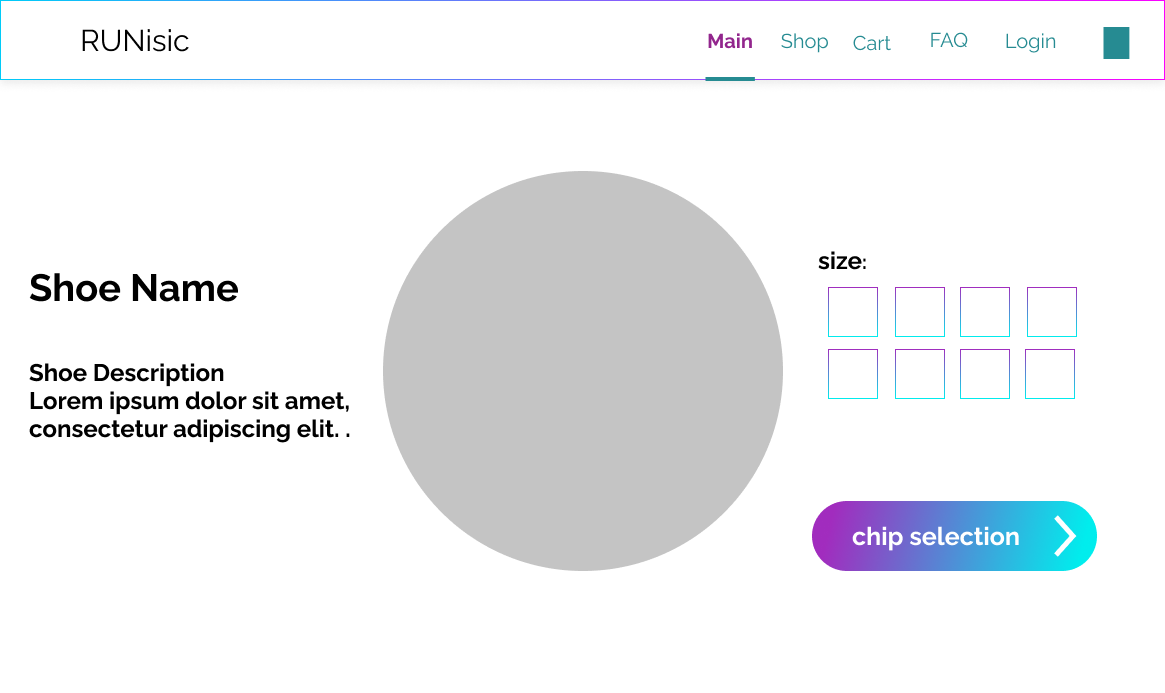 RUNisic
Main Shop Cart FAQ Login
Shoe Name
Shoe Description
Lorem ipsum dolor sit amet,
consectetur adipiscing elit. .
size:
chip selection